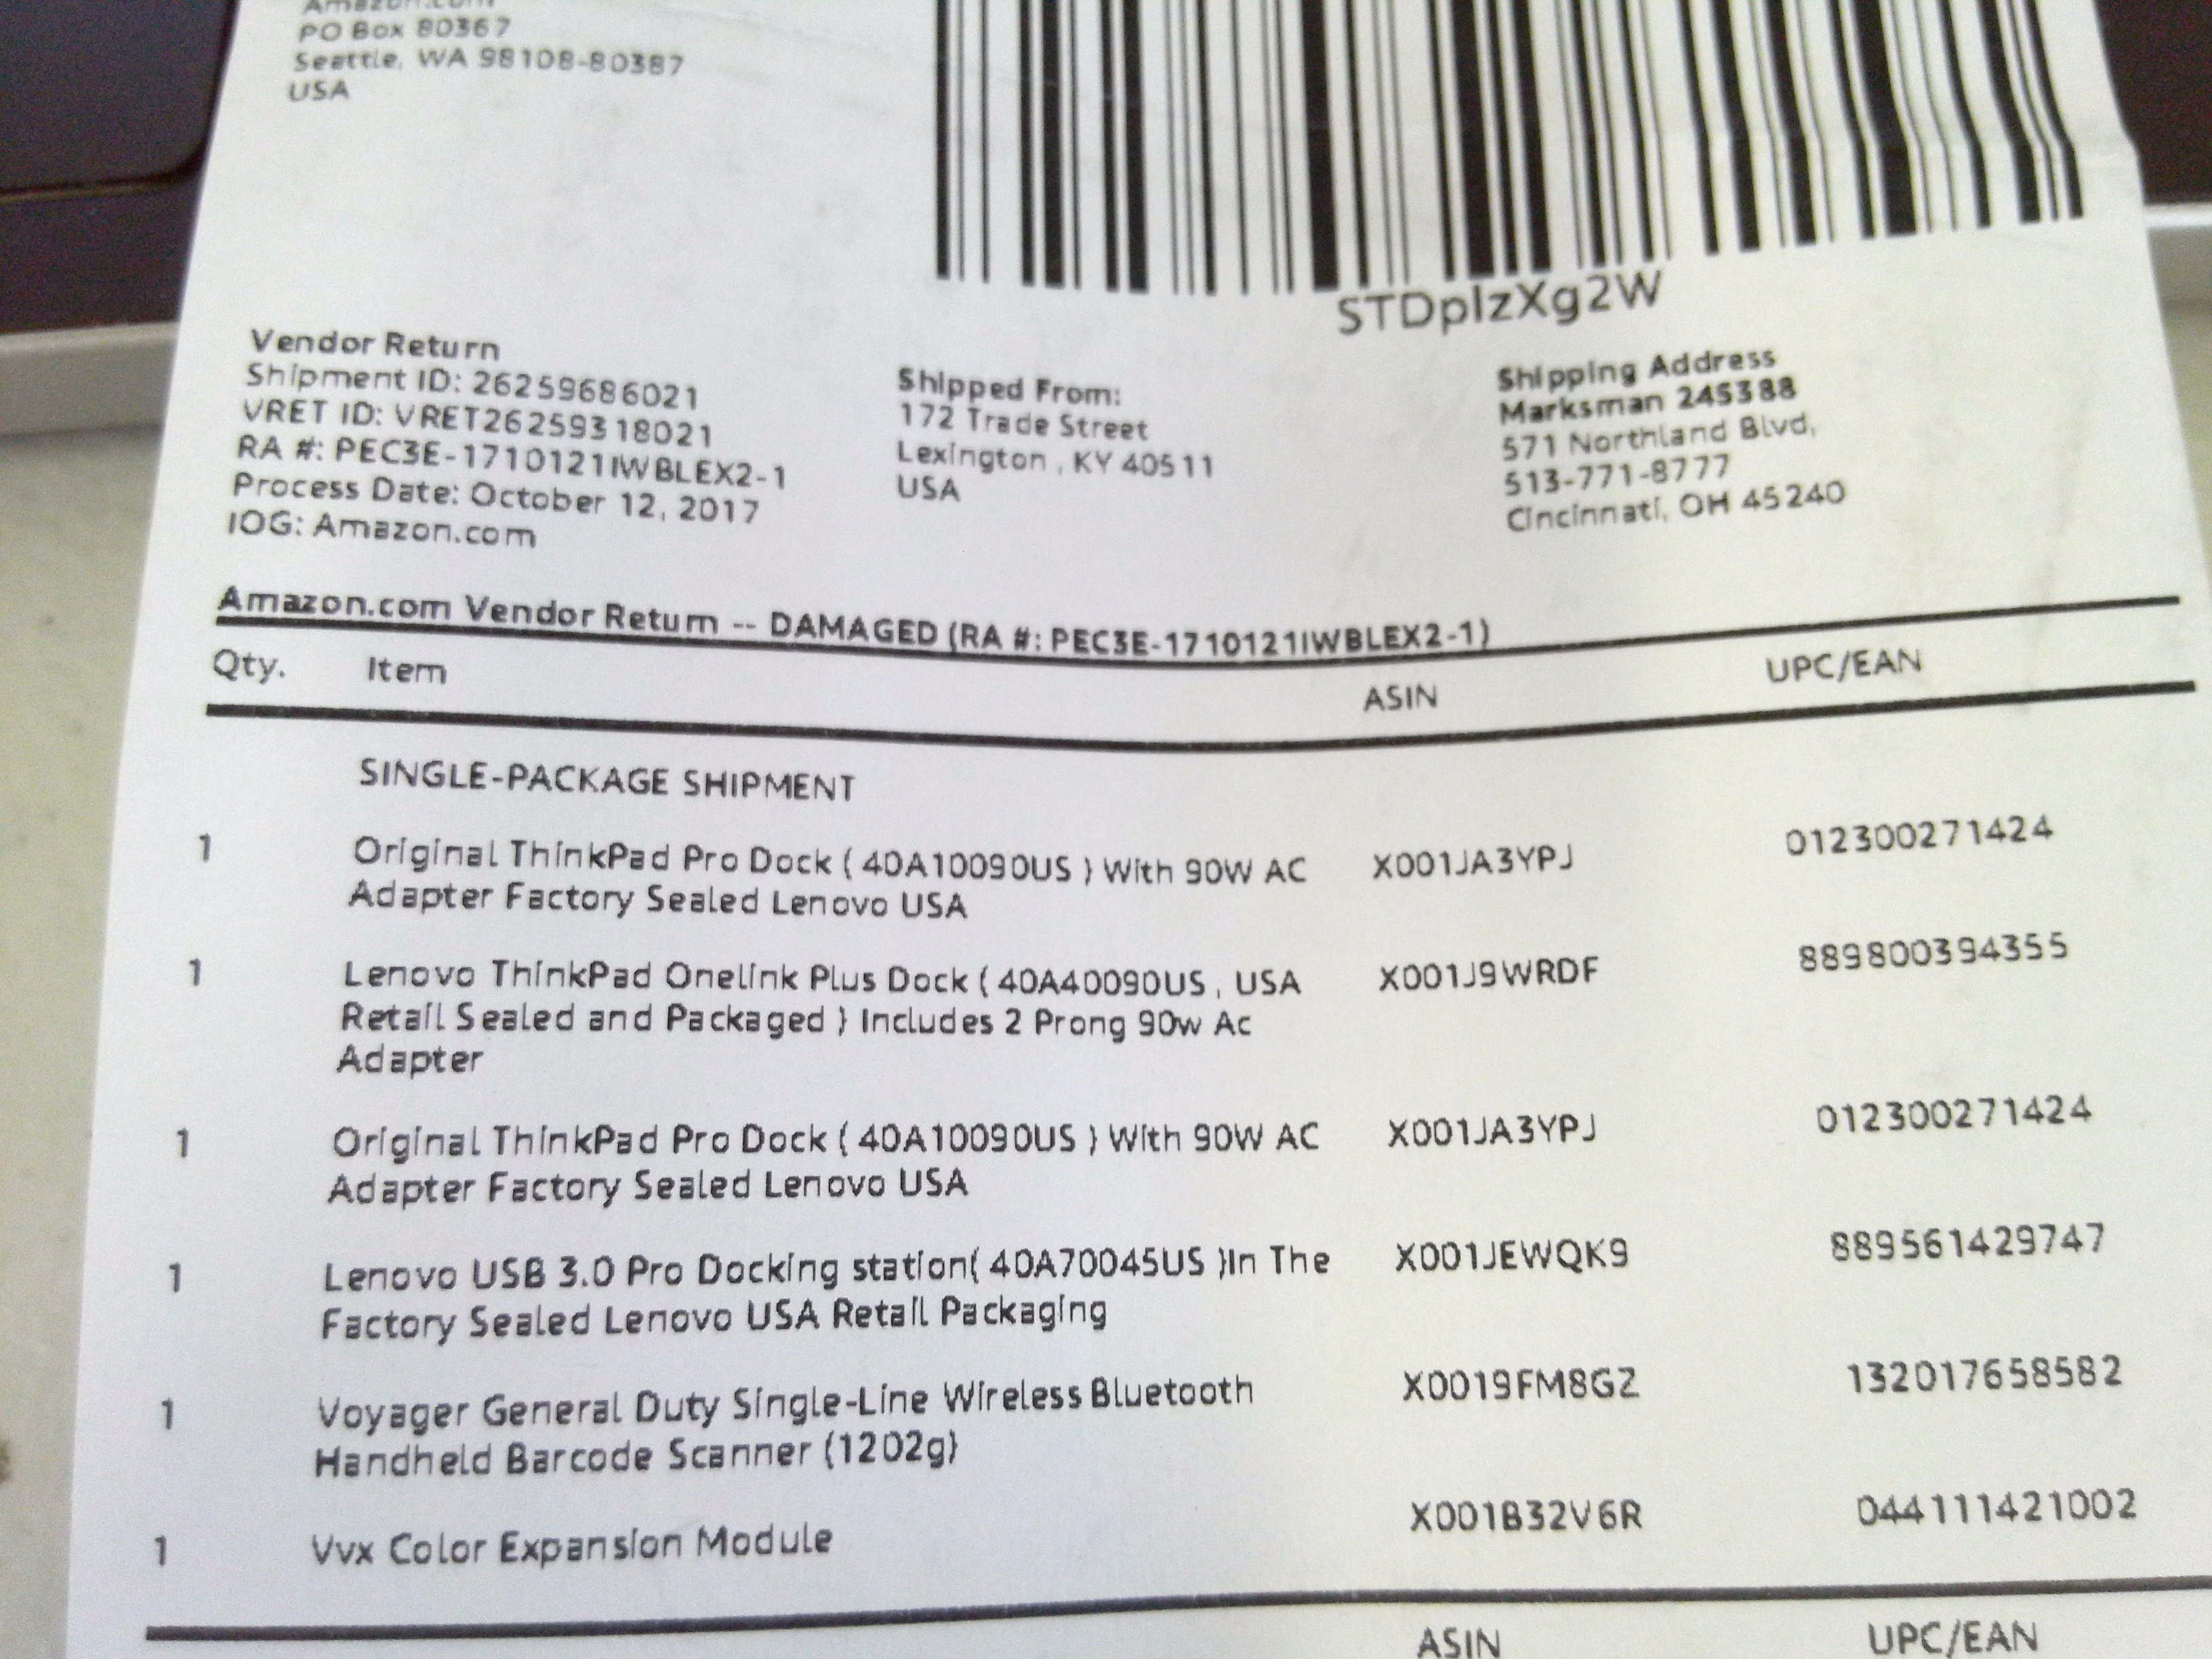 Amazon.com
PO Box 80367
Seattle, WA 98108-80387
USA
STDplzXg2W
Vendor Return
Shipment ID: 26259686021
VRET ID: VRET26259318021
RA #: PEC3E-1710121IWBLEX2-1
Process Date: October 12, 2017
IOG: Amazon.com
Shipped From:
172 Trade Street
Lexington , KY 40511
USA
Shipping Address
Marksman 245388
571 Northland Blvd,
513-771-8777
Cincinnati, OH 45240
Amazon.com Vendor Return -- DAMAGED (RA #: PEC3E-1710121IWBLEX2-1)
Qty. Item ASIN UPC/EAN
SINGLE-PACKAGE SHIPMENT
1 Original ThinkPad Pro Dock ( 40A10090US ) With 90W AC X001JA3YPJ 012300271424
Adapter Factory Sealed Lenovo USA
1 Lenovo ThinkPad Onelink Plus Dock ( 40A40090US , USA X001J9WRDF 889800394355
Retail Sealed and Packaged ) Includes 2 Prong 90w Ac
Adapter
1 Original ThinkPad Pro Dock ( 40A10090US ) With 90W AC X001JA3YPJ 012300271424
Adapter Factory Sealed Lenovo USA
1 Lenovo USB 3.0 Pro Docking station( 40A70045US )In The X001JEWQK9 889561429747
Factory Sealed Lenovo USA Retail Packaging
1 Voyager General Duty Single-Line Wireless Bluetooth X0019FM8GZ 132017658582
Handheld Barcode Scanner (1202g)
1 Vvx Color Expansion Module X001B32V6R 044111421002
ASIN UPC/EAN